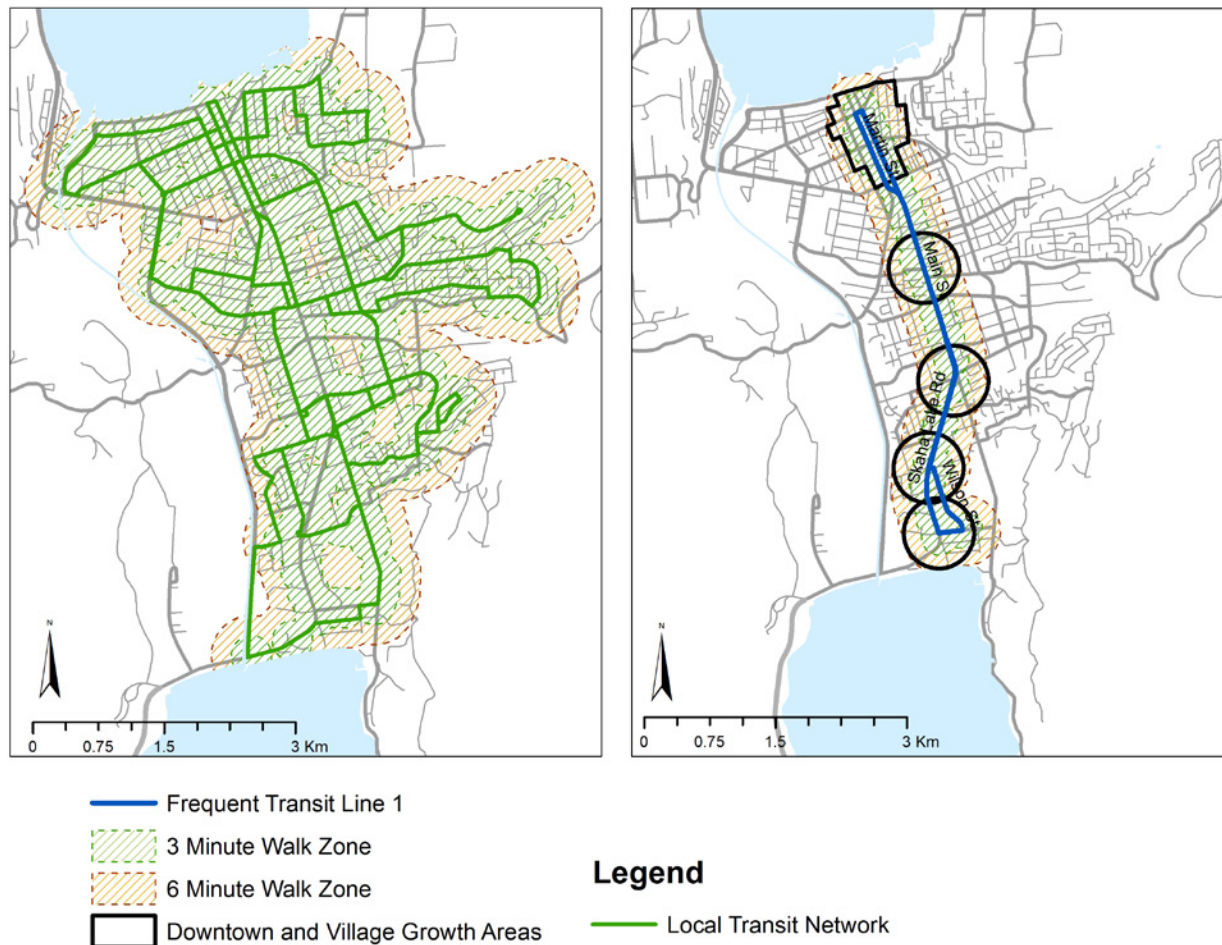 N
0 0.75 1.5 3 Km
Martin St
Main St
Skaha Lake Rd
Wilson St
N
0 0.75 1.5 3 Km
Frequent Transit Line 1
3 Minute Walk Zone
6 Minute Walk Zone
Downtown and Village Growth Areas
Legend
Local Transit Network